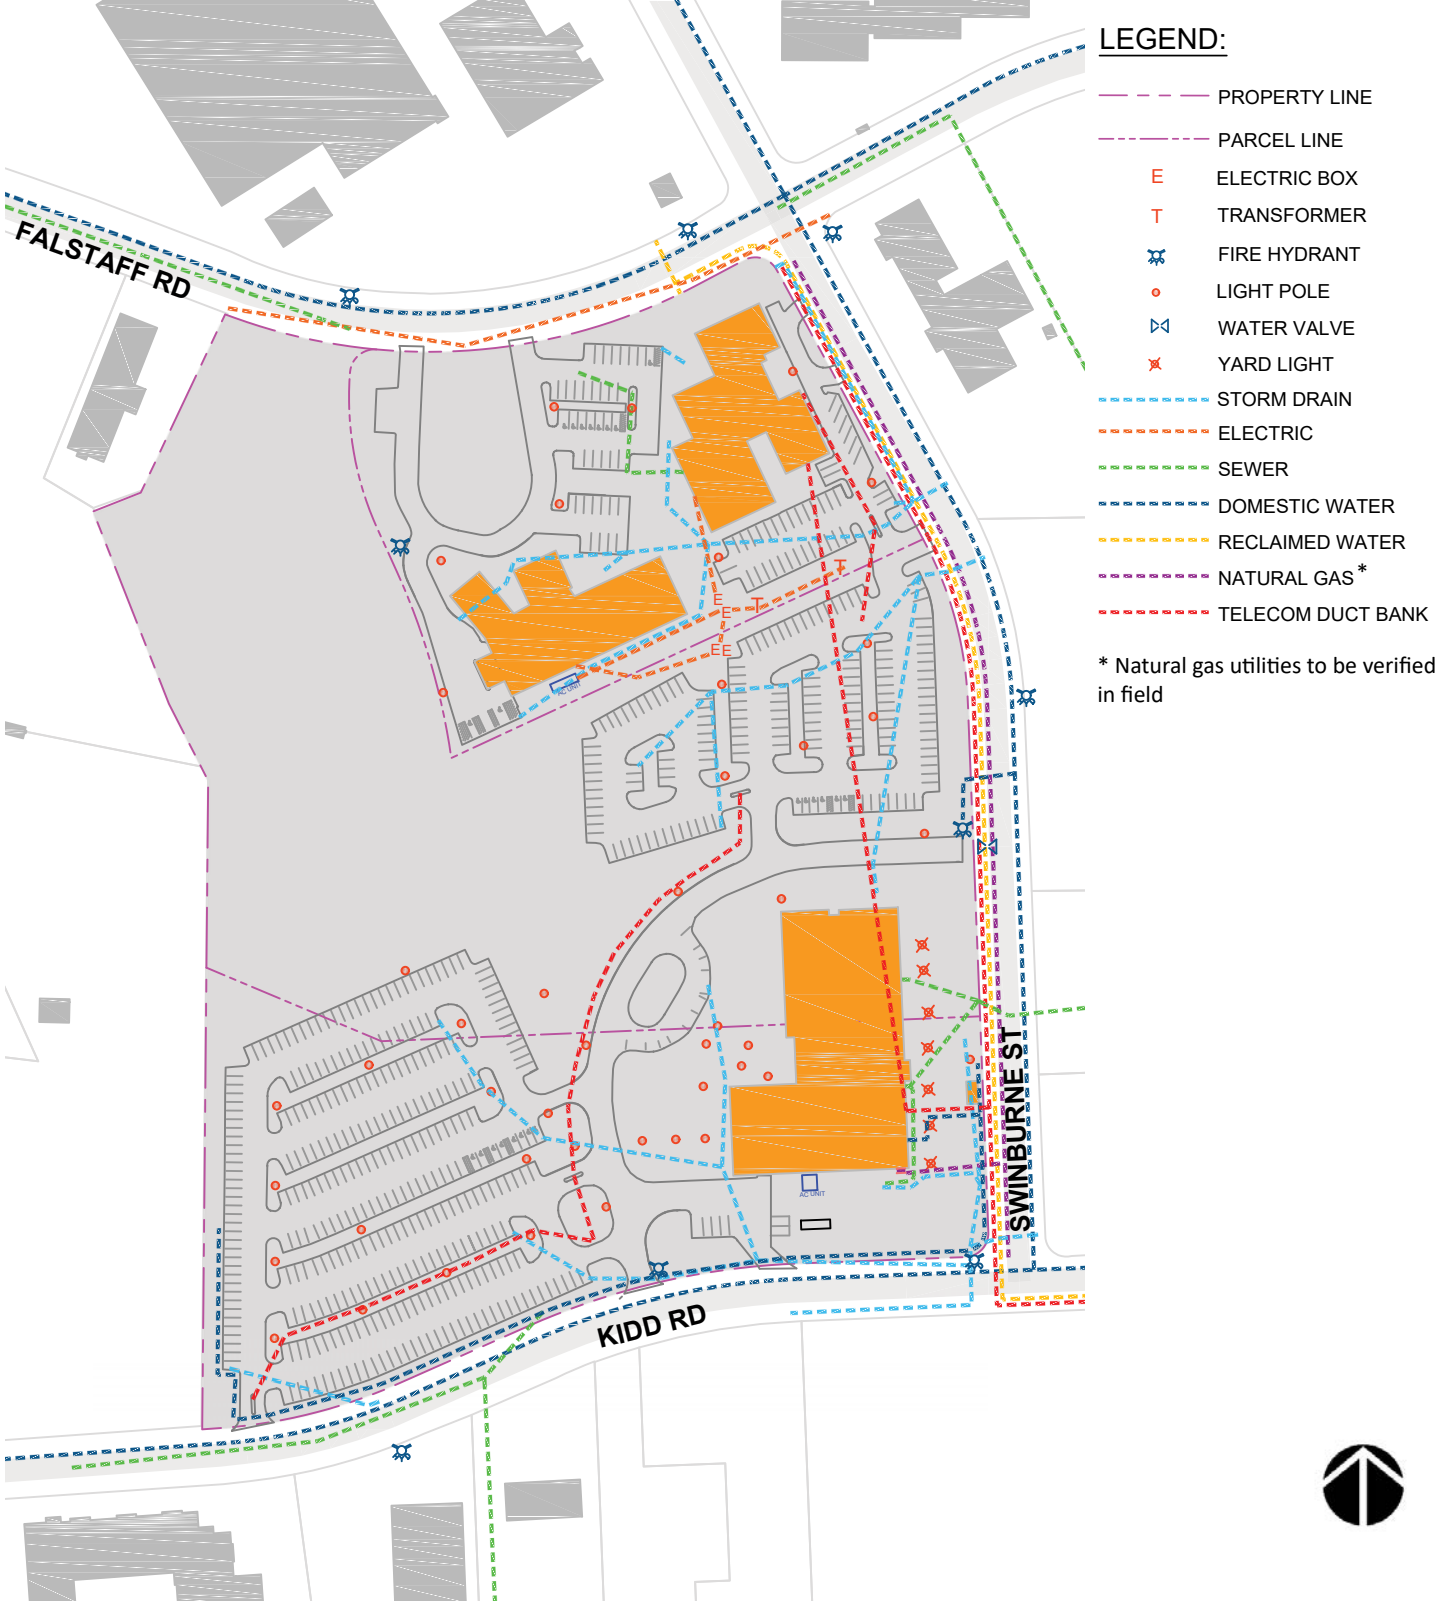 LEGEND:
PROPERTY LINE
PARCEL LINE
E ELECTRIC BOX
T TRANSFORMER
FIRE HYDRANT
LIGHT POLE
WATER VALVE
YARD LIGHT
STORM DRAIN
ELECTRIC
SEWER
DOMESTIC WATER
RECLAIMED WATER
NATURAL GAS *
TELECOM DUCT BANK
* Natural gas utilities to be verified
in field
FALSTAFF RD
T
E
T
E
EE
AC UNIT
SWINBURNE ST
AC UNIT
KIDD RD